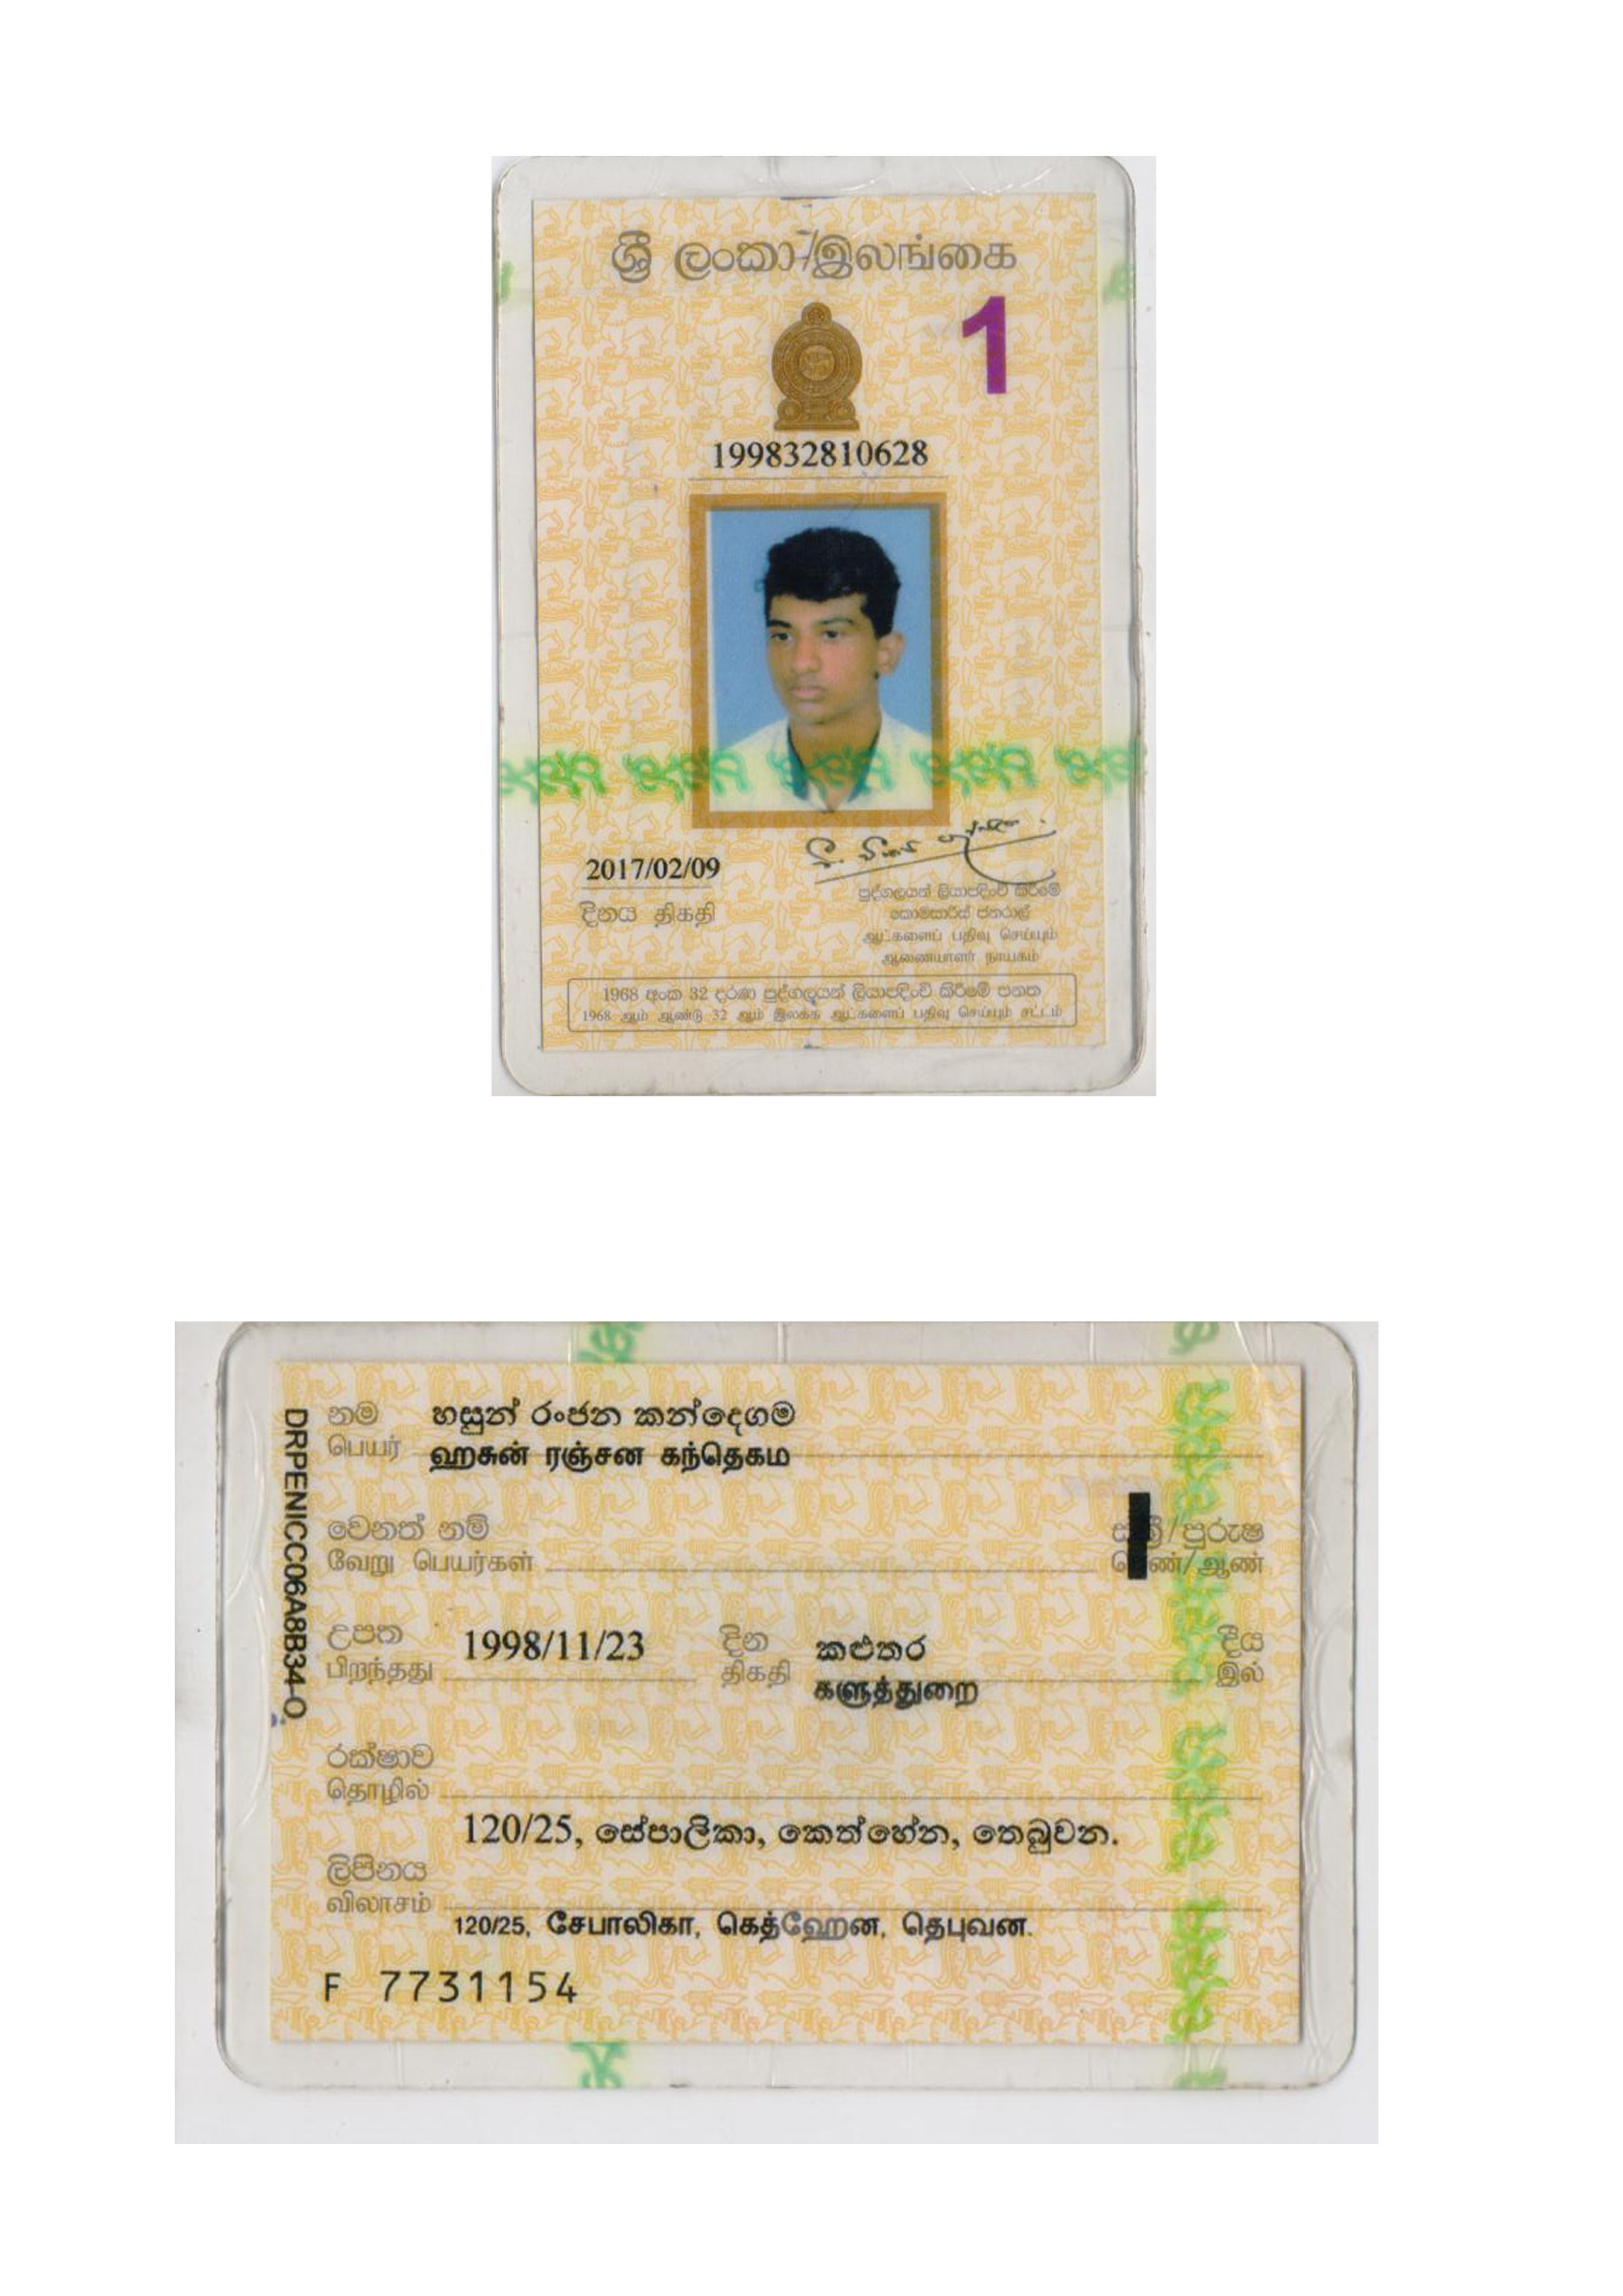 ශ්‍රී ලංකා/இலங்கை
1
199832810628
2017/02/09
දිනය திகதி
පුද්ගලයන් ලියාපදිංචි කිරීමේ
කොමසාරිස් ජනරාල්
ஆட்களைப் பதிவு செய்யும்
ஆணையாளர் நாயகம்
1968 අංක 32 දරණ පුද්ගලයන් ලියාපදිංචි කිරීමේ පනත
1968 ஆம் ஆண்டு 32 ஆம் இலக்க ஆட்களைப் பதிவு செய்யும் சட்டம்
DRPENICC06A8B34-O
නම හසුන් රංජන කන්දෙගම
பெயர் ஹசுன் ரஞ்சன கந்தெகம
වෙනත් නම් /පුරුෂ
வேறு பெயர்கள் /ஆண்
උපත 1998/11/23 දින කළුතර දීය
பிறந்தது திகதி களுத்துறை இல்
රක්ෂාව
தொழில்
120/25, සේපාලිකා, කෙත්හේන, තෙබුවන.
ලිපිනය
விலாசம்
120/25, சேபாலிகா, கெத்ஹேன, தெபுவன.
F 7731154